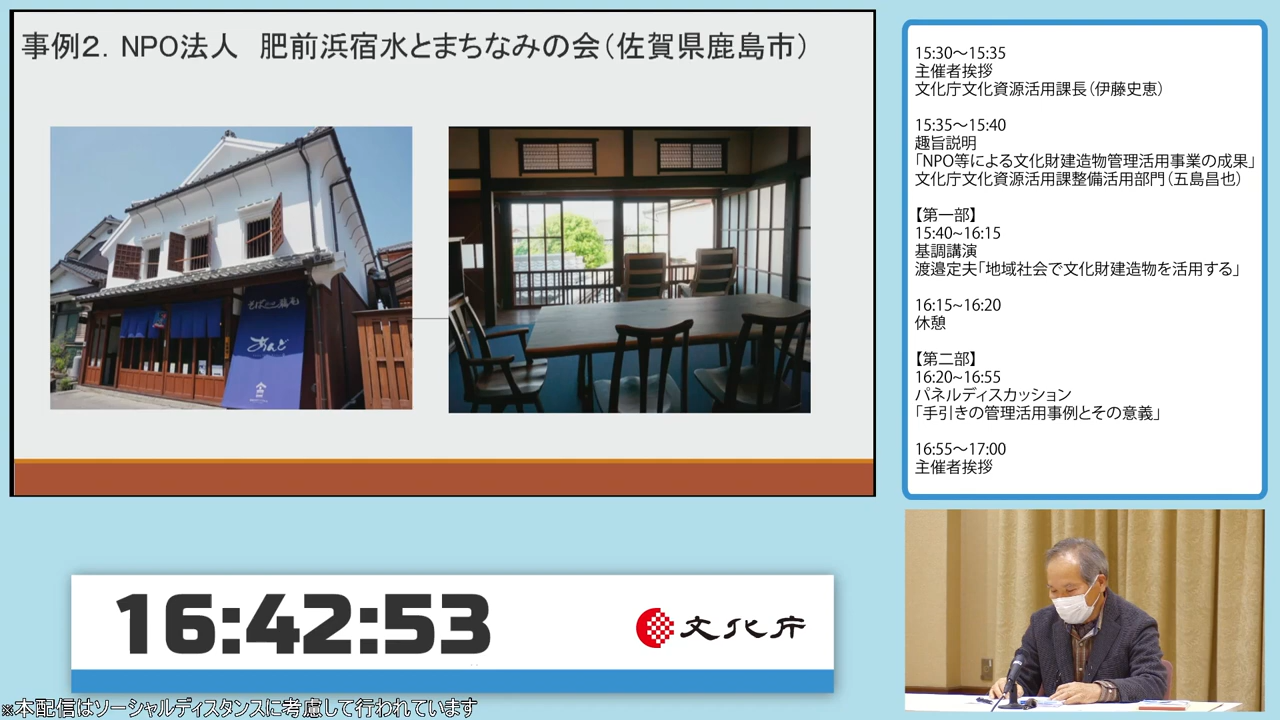 事例２．NPO法人　肥前浜宿水とまちなみの会（佐賀県鹿島市）
あんど
15:30～15:35
主催者挨拶
文化庁文化資源活用課長（伊藤史恵）
15:35～15:40
趣旨説明
「NPO等による文化財建造物管理活用事業の成果」
文化庁文化資源活用課整備活用部門（五島昌也）
【第一部】
15:40~16:15
基調講演
渡邉定夫「地域社会で文化財建造物を活用する」
16:15~16:20
休憩
【第二部】
16:20~16:55
パネルディスカッション
「手引きの管理活用事例とその意義」
16:55～17:00
主催者挨拶
16:42:53
文化庁
※本配信はソーシャルディスタンスに考慮して行われています